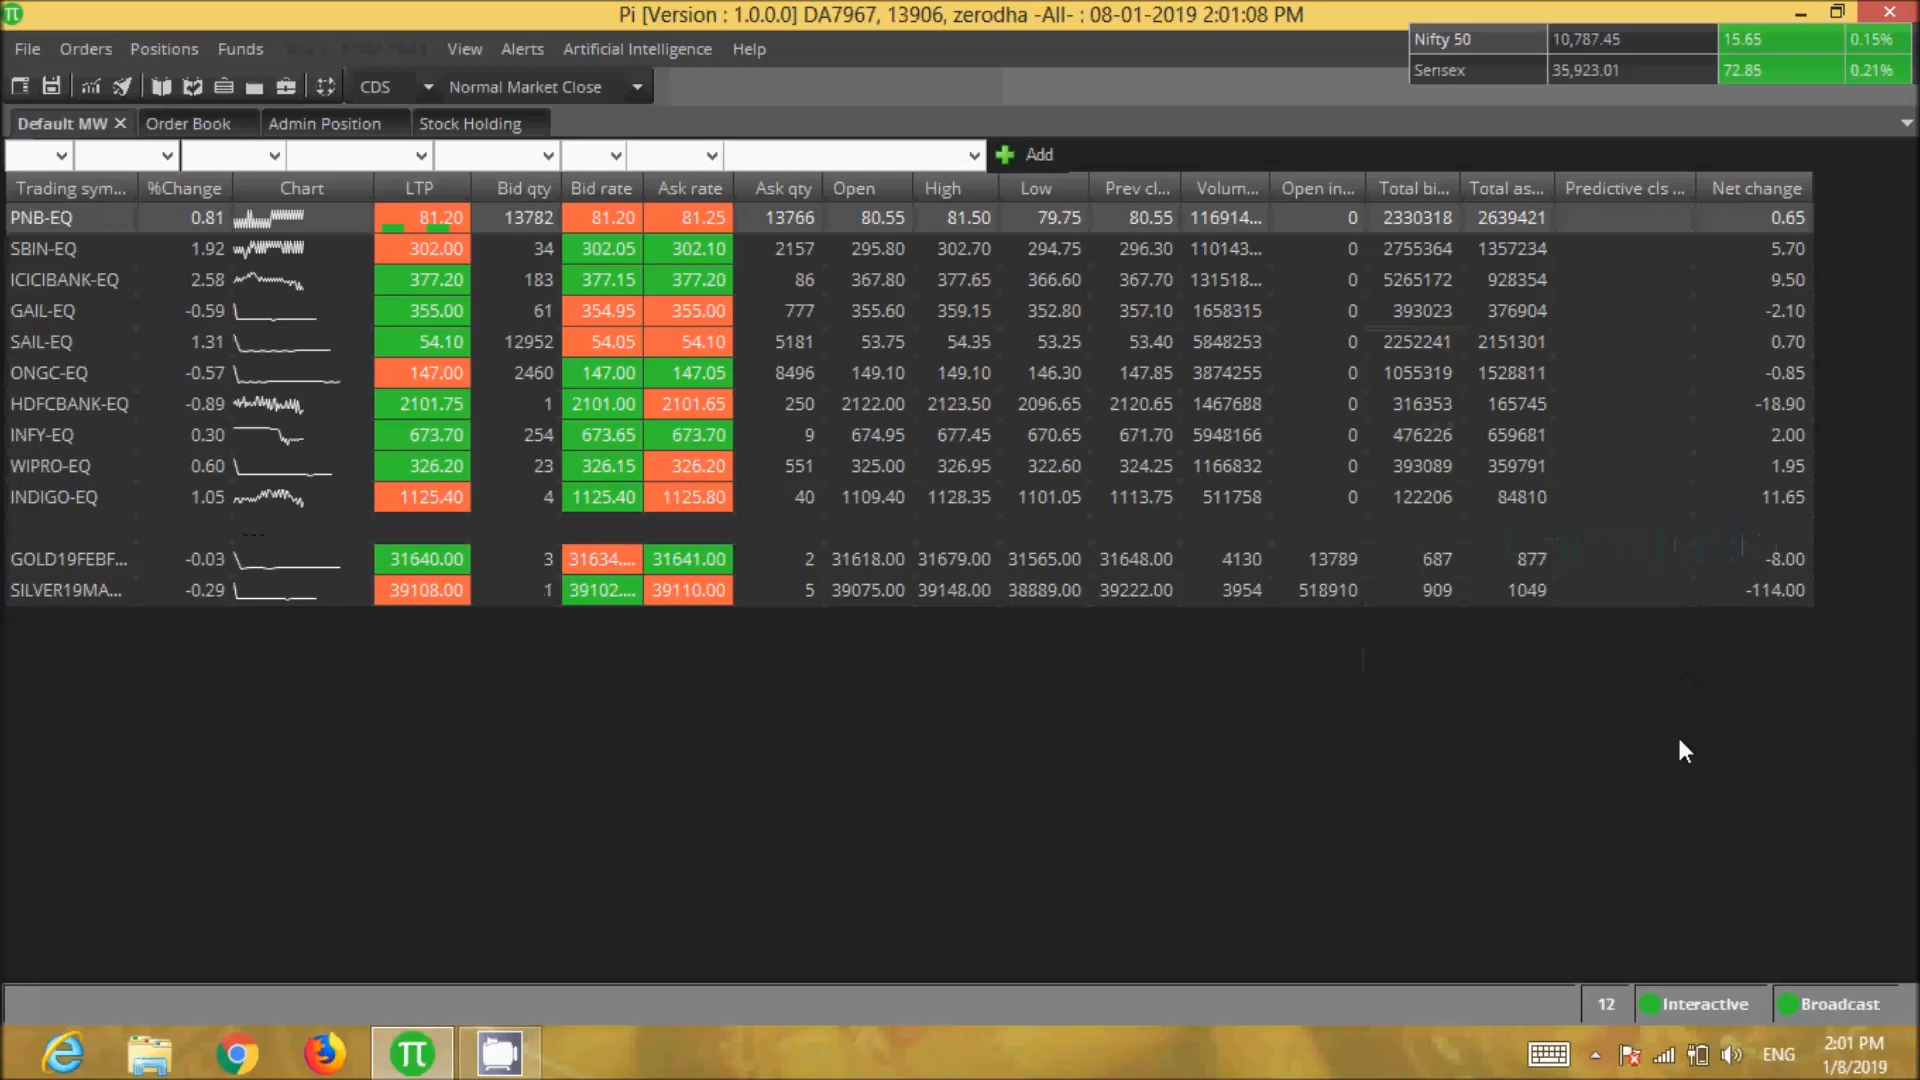 Pi [Version : 1.0.0.0] DA7967, 13906, zerodha -All- : 08-01-2019 2:01:08 PM
File Orders Positions Funds View Alerts Artificial Intelligence Help
Nifty 50 10,787.45 15.65 0.15%
Sensex 35,923.01 72.85 0.21%
CDS Normal Market Close
Default MW Order Book Admin Position Stock Holding
Add
Trading sym... %Change Chart LTP Bid qty Bid rate Ask rate Ask qty Open High Low Prev cl... Volum... Open in... Total bi... Total as... Predictive cls ... Net change
PNB-EQ 0.81 81.20 13782 81.20 81.25 13766 80.55 81.50 79.75 80.55 116914... 0 2330318 2639421 0.65
SBIN-EQ 1.92 302.00 34 302.05 302.10 2157 295.80 302.70 294.75 296.30 110143... 0 2755364 1357234 5.70
ICICIBANK-EQ 2.58 377.20 183 377.15 377.20 86 367.80 377.65 366.60 367.70 131518... 0 5265172 928354 9.50
GAIL-EQ -0.59 355.00 61 354.95 355.00 777 355.60 359.15 352.80 357.10 1658315 0 393023 376904 -2.10
SAIL-EQ 1.31 54.10 12952 54.05 54.10 5181 53.75 54.35 53.25 53.40 5848253 0 2252241 2151301 0.70
ONGC-EQ -0.57 147.00 2460 147.00 147.05 8496 149.10 149.10 146.30 147.85 3874255 0 1055319 1528811 -0.85
HDFCBANK-EQ -0.89 2101.75 1 2101.00 2101.65 250 2122.00 2123.50 2096.65 2120.65 1467688 0 316353 165745 -18.90
INFY-EQ 0.30 673.70 254 673.65 673.70 9 674.95 677.45 670.65 671.70 5948166 0 476226 659681 2.00
WIPRO-EQ 0.60 326.20 23 326.15 326.20 551 325.00 326.95 322.60 324.25 1166832 0 393089 359791 1.95
INDIGO-EQ 1.05 1125.40 4 1125.40 1125.80 40 1109.40 1128.35 1101.05 1113.75 511758 0 122206 84810 11.65
---
GOLD19FEBF... -0.03 31640.00 3 31634.... 31641.00 2 31618.00 31679.00 31565.00 31648.00 4130 13789 687 877 -8.00
SILVER19MA... -0.29 39108.00 1 39102.... 39110.00 5 39075.00 39148.00 38889.00 39222.00 3954 518910 909 1049 -114.00
12 Interactive Broadcast
ENG 2:01 PM
1/8/2019